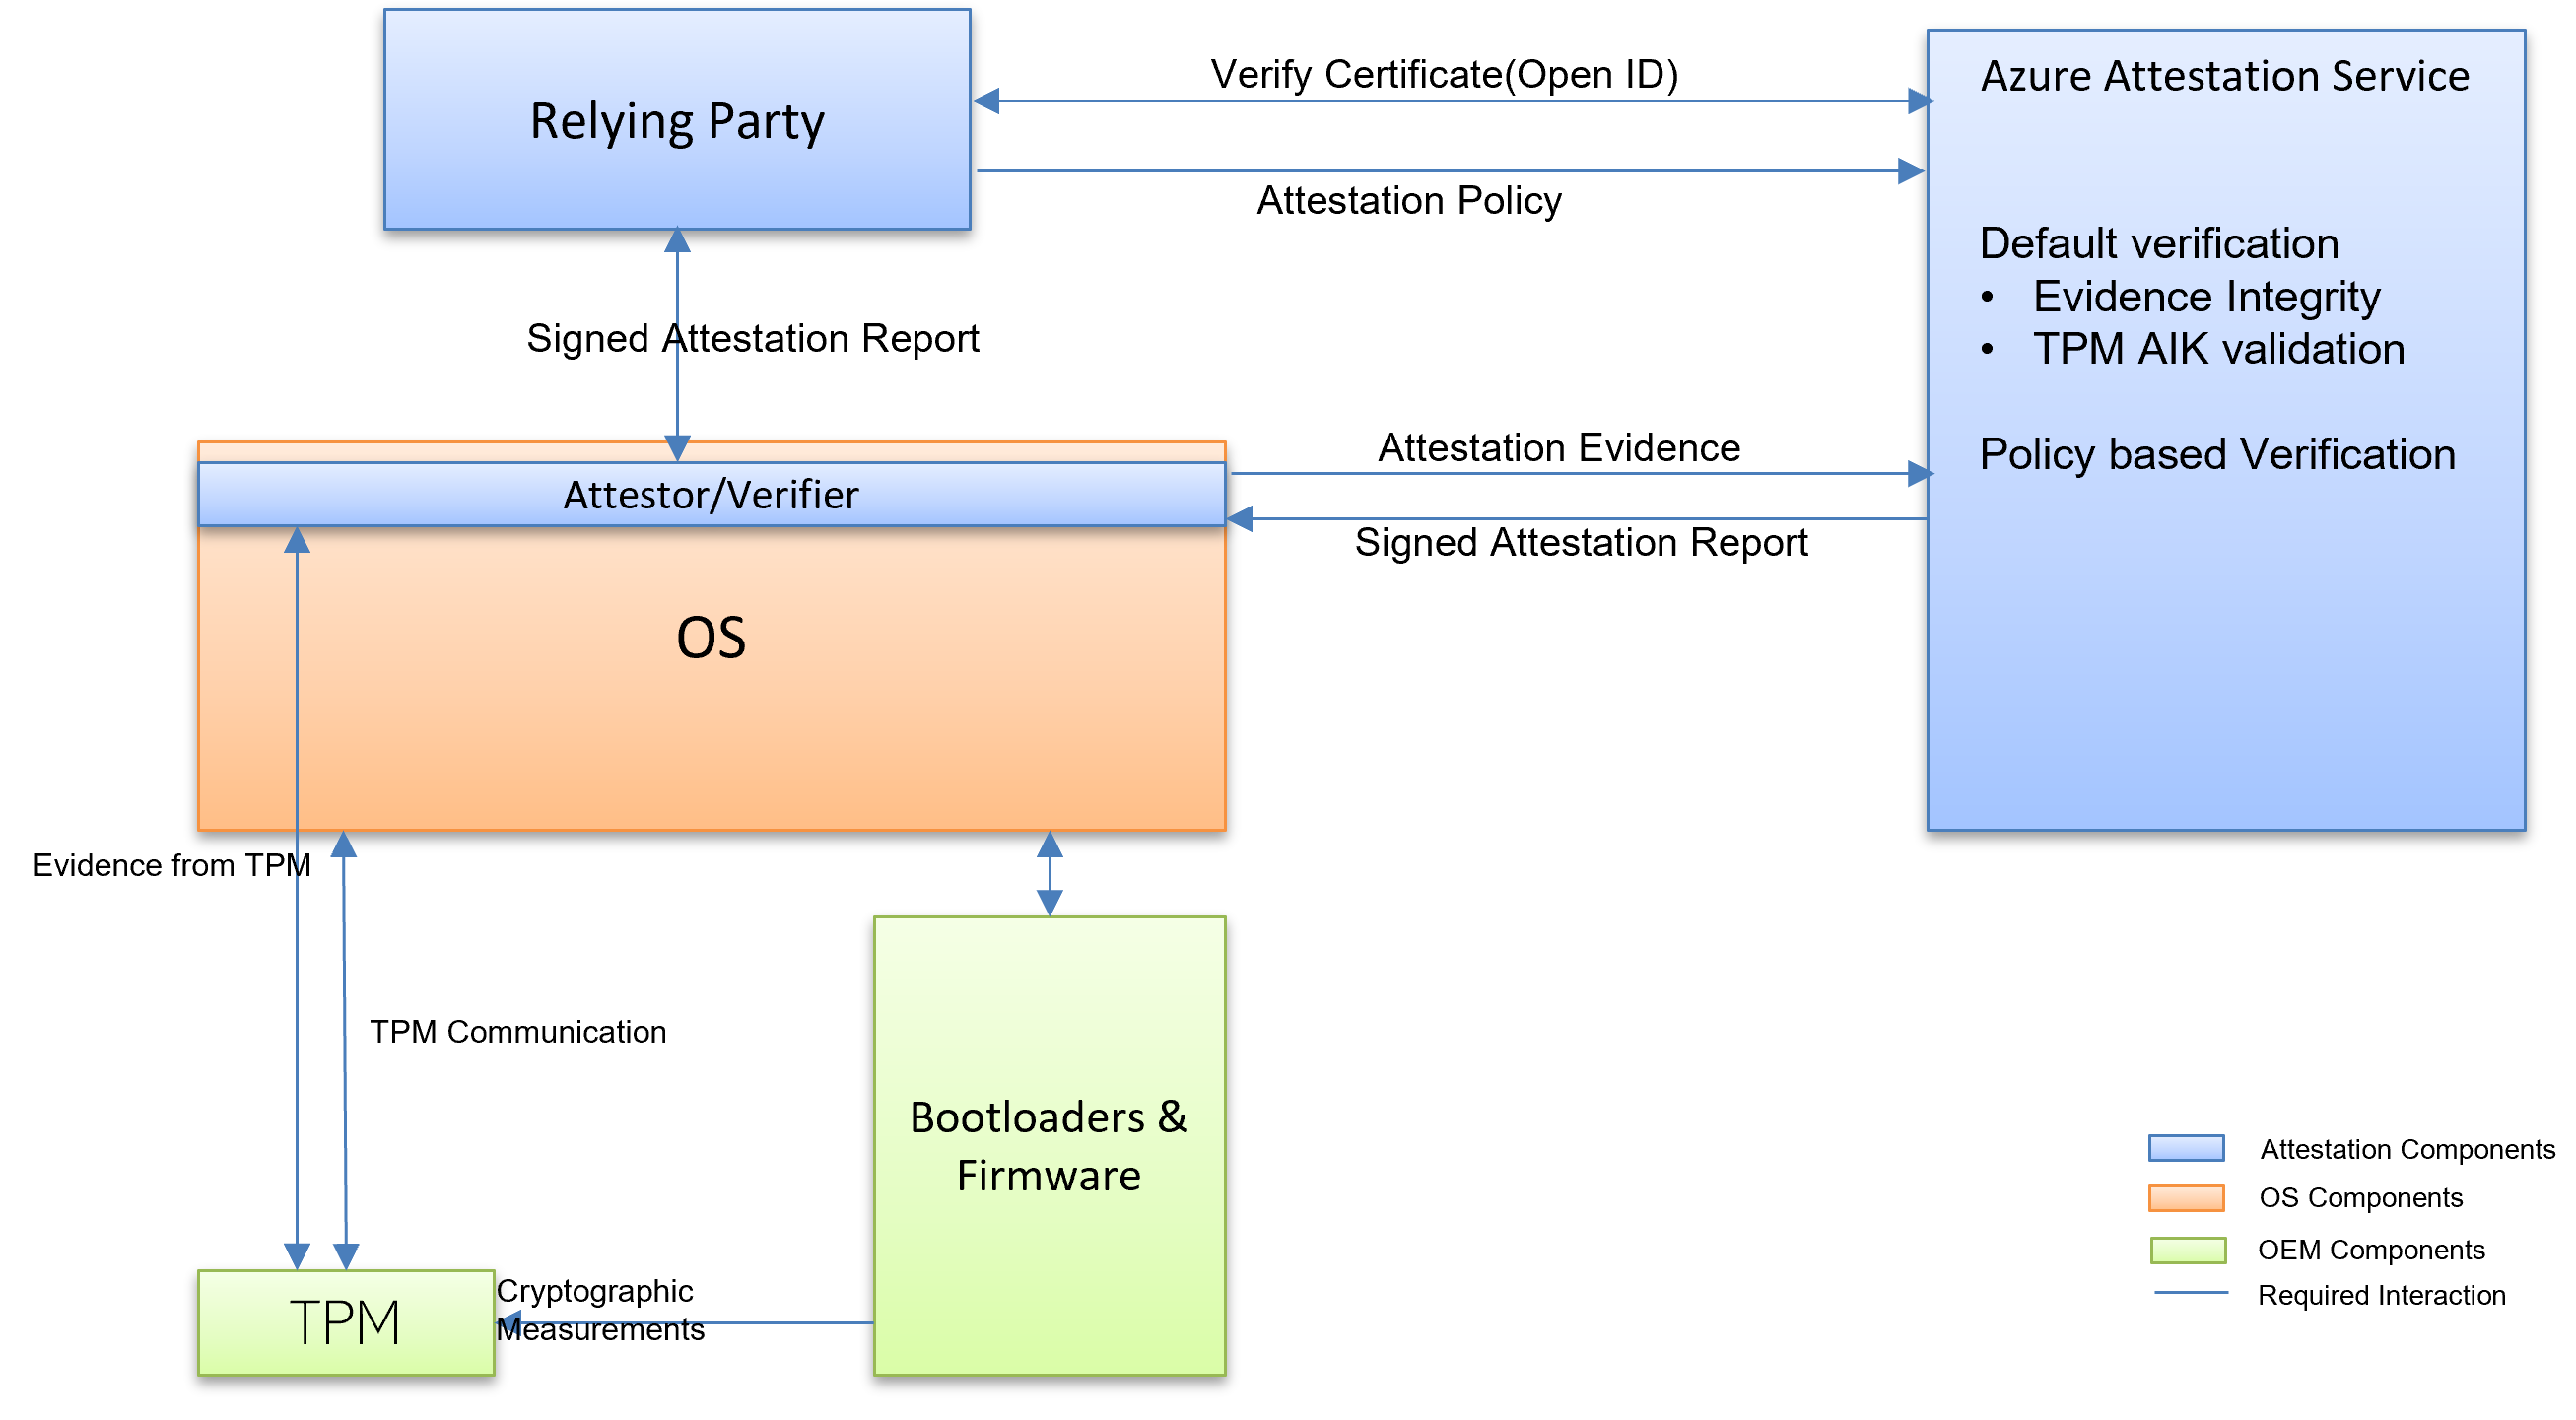 Relying Party
Verify Certificate(Open ID)
Attestation Policy
Azure Attestation Service
Default verification
• Evidence Integrity
• TPM AIK validation
Policy based Verification
Signed Attestation Report
Attestor/Verifier
Attestation Evidence
Signed Attestation Report
OS
Evidence from TPM
TPM Communication
Bootloaders &
Firmware
TPM
Cryptographic
Measurements
Attestation Components
OS Components
OEM Components
Required Interaction